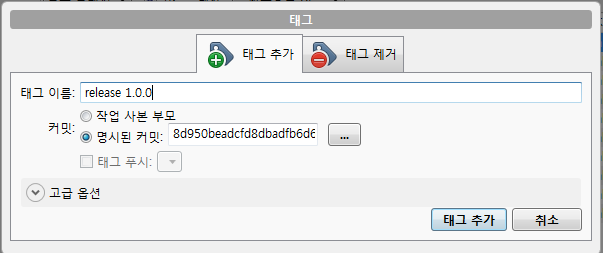 태그
태그 추가 태그 제거
태그 이름: release 1.0.0
커밋: 작업 사본 부모
명시된 커밋: 8d950beadcfd8dbadfb6d6 ...
태그 푸시:
고급 옵션
태그 추가 취소